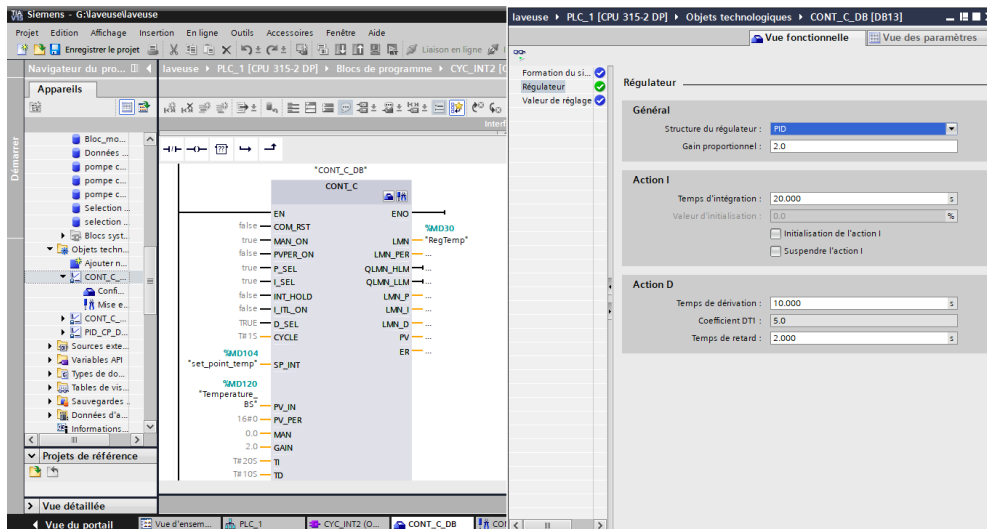 Siemens - G:\laveuse\laveuse
Projet Edition Affichage Insertion En ligne Outils Accessoires Fenêtre Aide
Enregistrer le projet
Liaison en ligne
Navigateur du pro...
laveuse ▸ PLC_1 [CPU 315-2 DP] ▸ Blocs de programme ▸ CYC_INT2 [
Appareils
Démarrer
Interf
Bloc_mo...
Données ...
pompe c...
pompe c...
pompe c...
Selection ...
selection ...
Blocs syst...
Objets techn...
Ajouter n...
CONT_C_...
Confi...
Mise e...
CONT_C_...
PID_CP_D...
Sources exte...
Variables API
Types de do...
Tables de vis...
Sauvegardes ...
Données d'a...
Informations...
Projets de référence
Vue détaillée
"CONT_C_DB"
CONT_C
EN ENO
false COM_RST
%MD30
true MAN_ON LMN "RegTemp"
false PVPER_ON LMN_PER ...
true P_SEL QLMN_HLM ...
true I_SEL QLMN_LLM ...
false INT_HOLD LMN_P ...
false I_ITL_ON LMN_I ...
TRUE D_SEL LMN_D ...
T#1S CYCLE PV ...
%MD104 ER ...
"set_point_temp" SP_INT
%MD120
"Temperature_
BS" PV_IN
16#0 PV_PER
0.0 MAN
2.0 GAIN
T#20S TI
T#10S TD
Vue du portail Vue d'ensem... PLC_1 CYC_INT2 (O... CONT_C_DB
laveuse ▸ PLC_1 [CPU 315-2 DP] ▸ Objets technologiques ▸ CONT_C_DB [DB13]
Vue fonctionnelle Vue des paramètres
Formation du si...
Régulateur
Valeur de réglage
Régulateur
Général
Structure du régulateur : PID
Gain proportionnel : 2.0
Action I
Temps d'intégration : 20.000 s
Valeur d'initialisation : 0.0 %
Initialisation de l'action I
Suspendre l'action I
Action D
Temps de dérivation : 10.000 s
Coefficient DT1 : 5.0
Temps de retard : 2.000 s